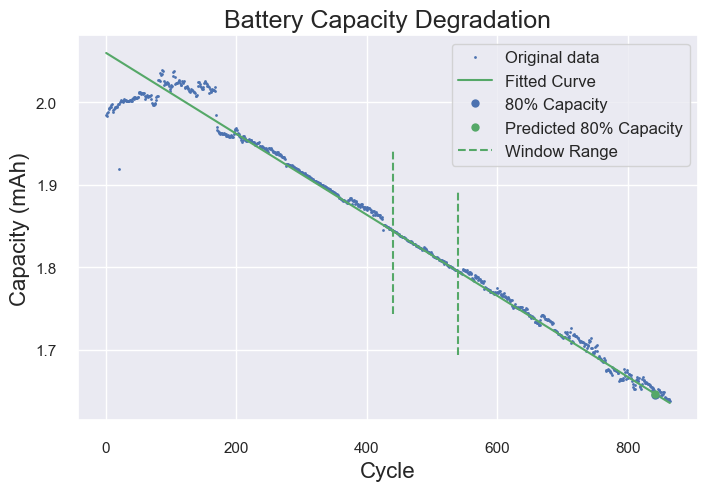 Battery Capacity Degradation
Original data
Fitted Curve
80% Capacity
Predicted 80% Capacity
Window Range
Capacity (mAh)
2.0
1.9
1.8
1.7
0
200
400
600
800
Cycle